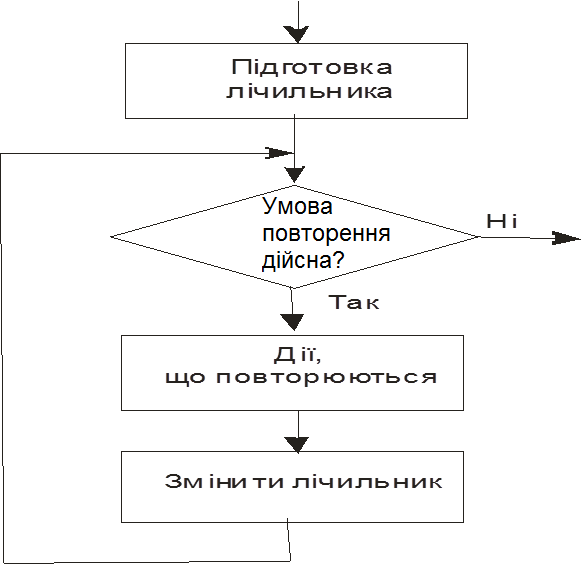 Підготовка
лічильника
Умова
повторення
дійсна?
Ні
Так
Дії,
що повторюються
Змінити лічильник